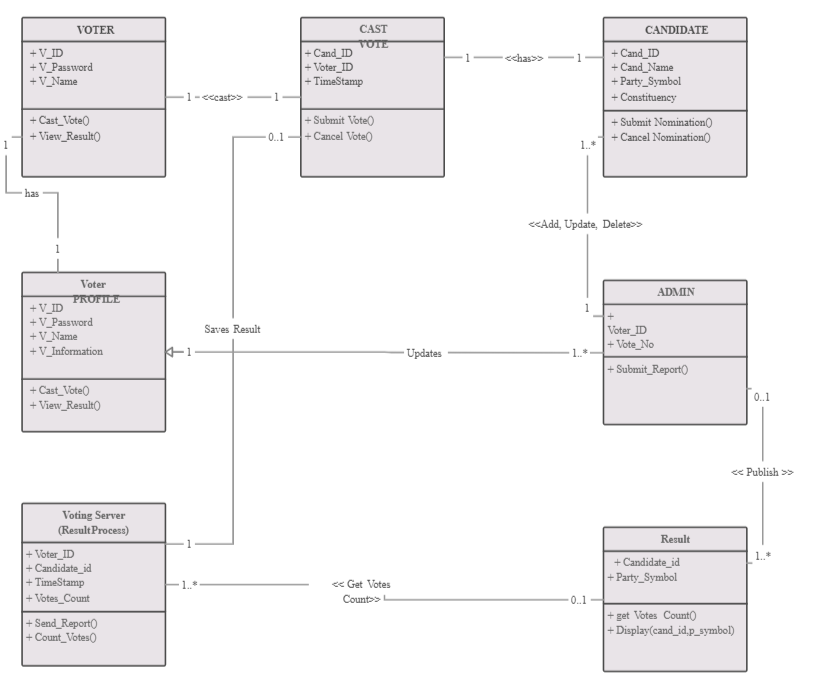 VOTER
+ V_ID
+ V_Password
+ V_Name
+ Cast_Vote()
+ View_Result()
1
<<cast>>
1
CAST
VOTE
+ Cand_ID
+ Voter_ID
+ TimeStamp
+ Submit Vote()
+ Cancel Vote()
1
<<has>>
1
CANDIDATE
+ Cand_ID
+ Cand_Name
+ Party_Symbol
+ Constituency
+ Submit Nomination()
+ Cancel Nomination()
1
has
1
0..1
1..*
<<Add, Update, Delete>>
1
Voter
PROFILE
+ V_ID
+ V_Password
+ V_Name
+ V_Information
+ Cast_Vote()
+ View_Result()
Saves Result
1
Updates
1..*
ADMIN
+
Voter_ID
+ Vote_No
+ Submit_Report()
0..1
<< Publish >>
1..*
Voting Server
(ResultProcess)
+ Voter_ID
+ Candidate_id
+ TimeStamp
+ Votes_Count
+ Send_Report()
+ Count_Votes()
1
1..*
<< Get Votes
Count>>
0..1
Result
+ Candidate_id
+ Party_Symbol
+ get Votes Count()
+ Display(cand_id,p_symbol)